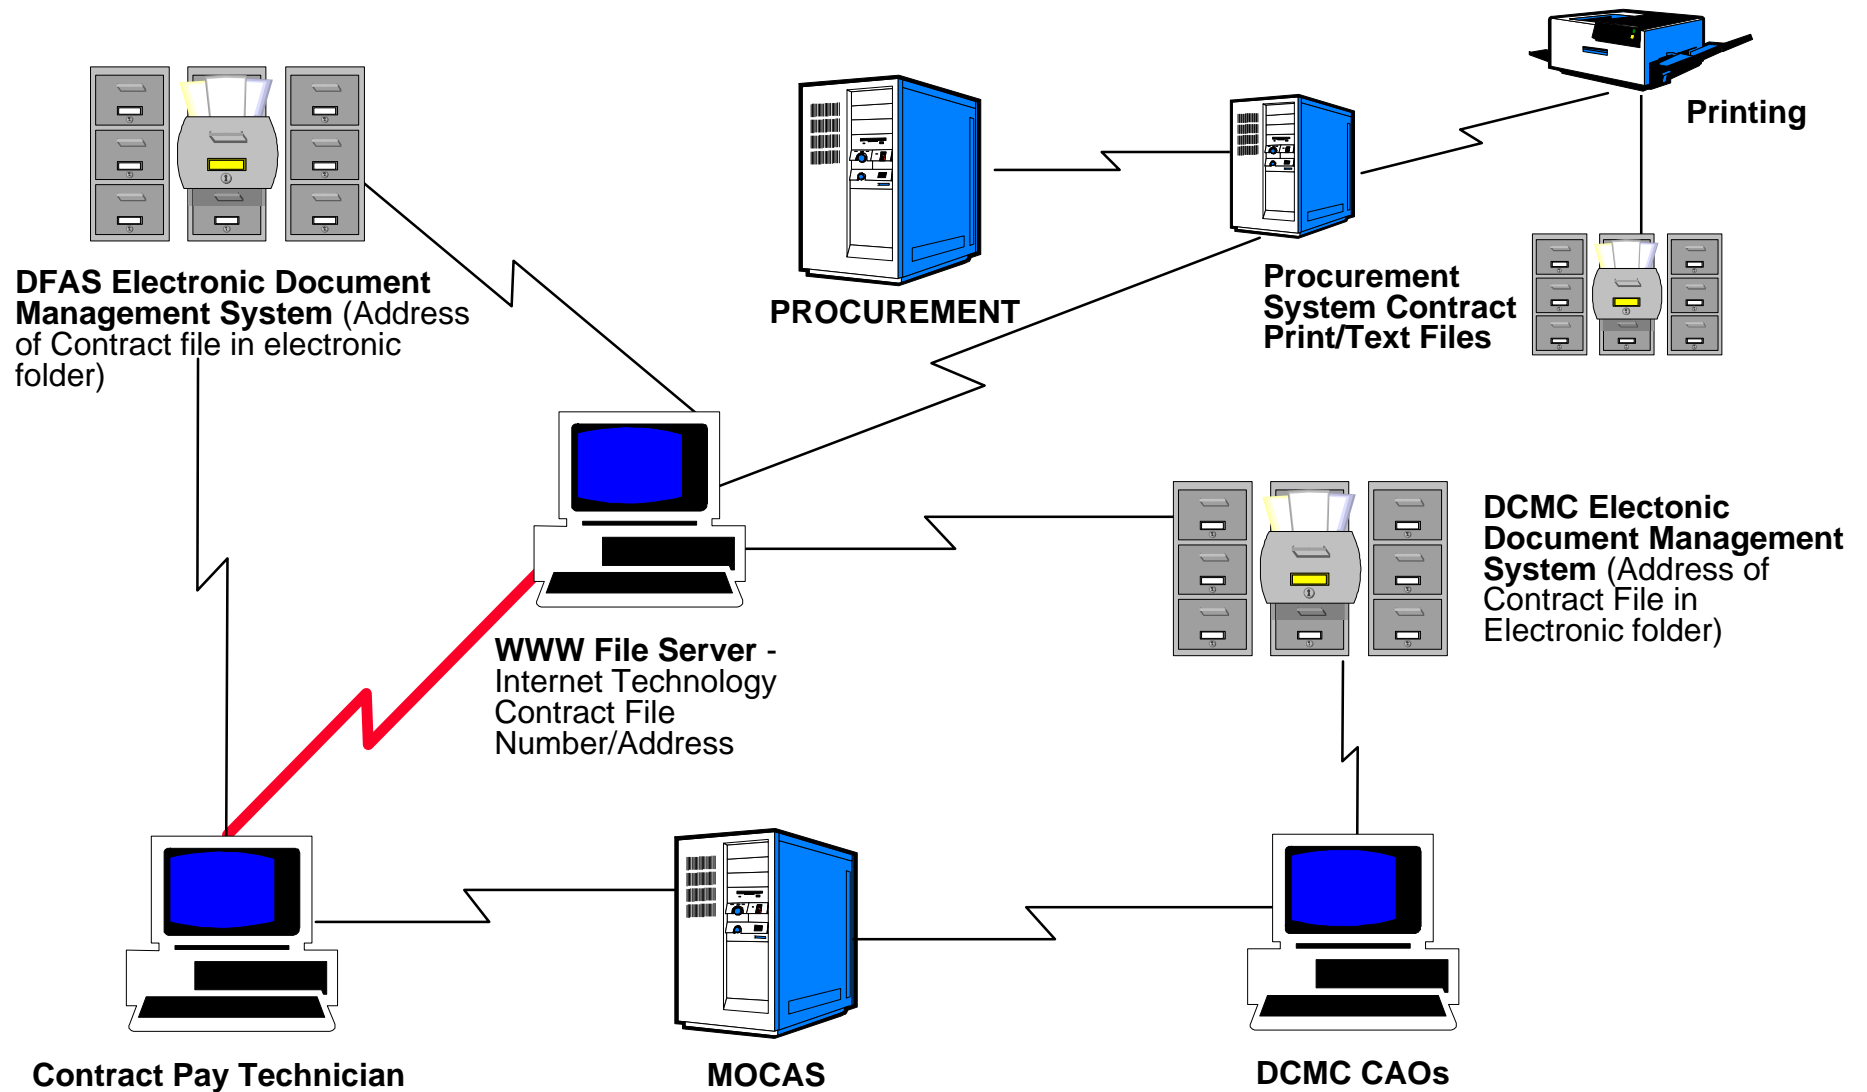 Printing
DFAS Electronic Document
Management System (Address
of Contract file in electronic
folder)
PROCUREMENT
Procurement
System Contract
Print/Text Files
DCMC Electonic
Document Management
System (Address of
Contract File in
Electronic folder)
WWW File Server -
Internet Technology
Contract File
Number/Address
Contract Pay Technician
MOCAS
DCMC CAOs